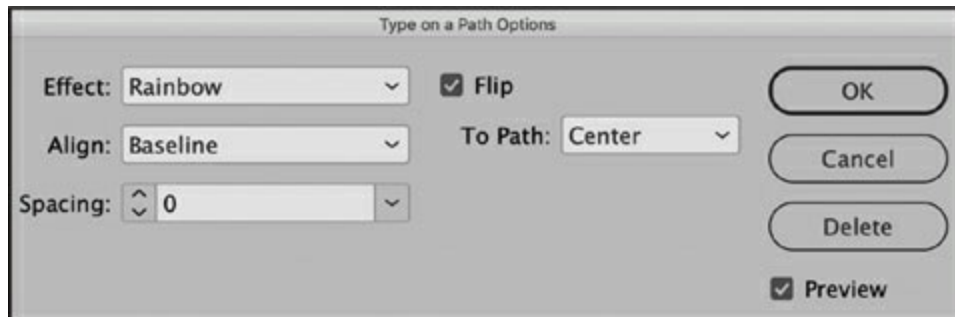 Type on a Path Options
Effect: Rainbow
Flip
OK
Align: Baseline
To Path: Center
Cancel
Spacing: 0
Delete
Preview